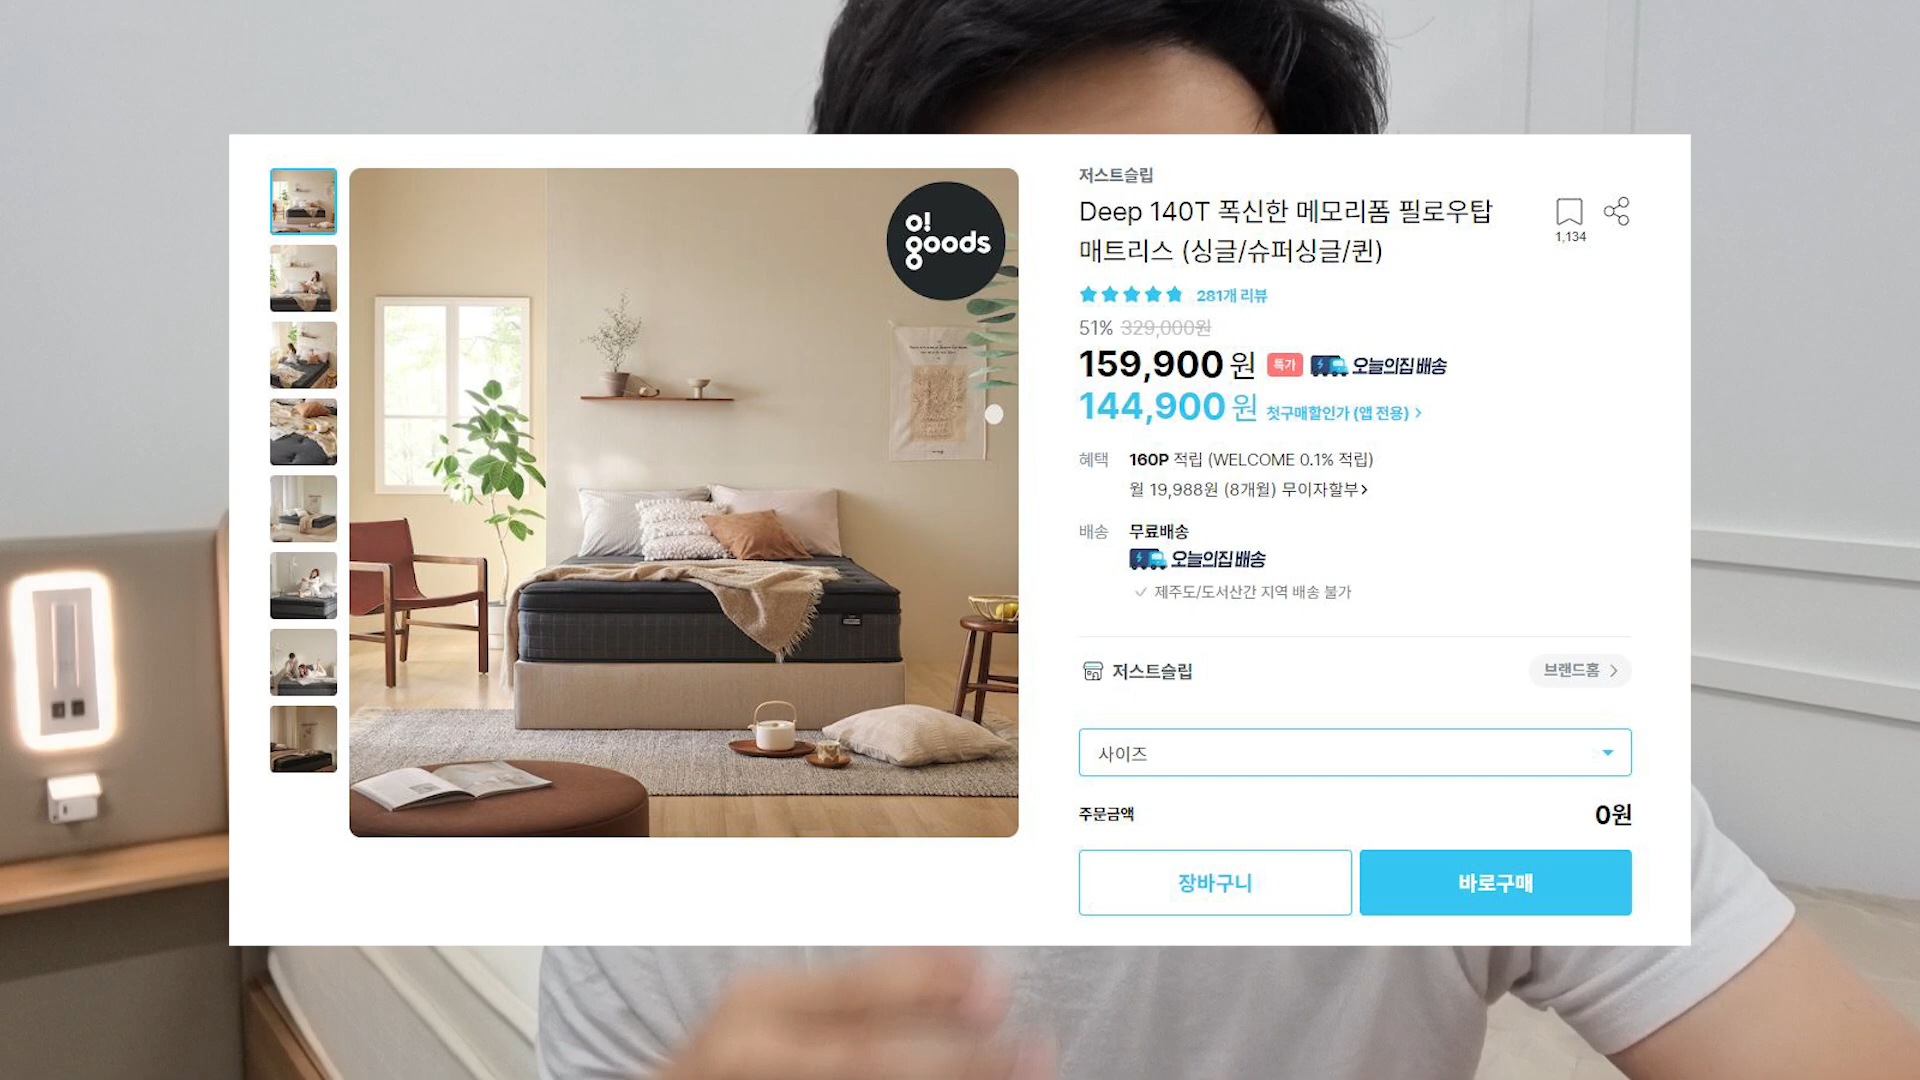 o!
goods
저스트슬립
Deep 140T 폭신한 메모리폼 필로우탑
매트리스 (싱글/슈퍼싱글/퀸)
1,134
281개 리뷰
51% 329,000원
159,900 원 특가 오늘의집 배송
144,900 원 첫구매할인가 (앱 전용)
혜택 160P 적립 (WELCOME 0.1% 적립)
월 19,988원 (8개월) 무이자할부
배송 무료배송
오늘의집 배송
제주도/도서산간 지역 배송 불가
저스트슬립 브랜드홈
사이즈
주문금액 0원
장바구니 바로구매